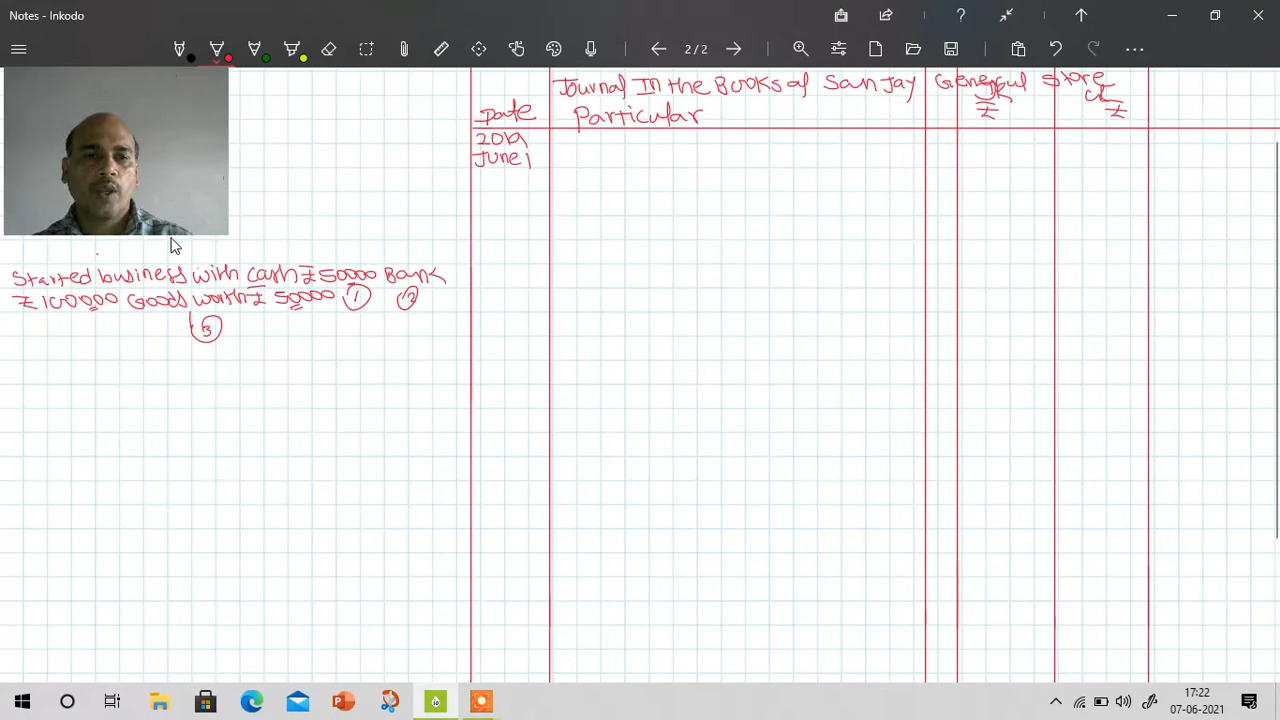 Notes - Inkodo
2/2
Journal In the Books of Sanjay General Store
Date Particular DR ₹ CR ₹
2019
June 1
Started business with cash ₹ 50000 Bank
₹ 100000 Goods worth ₹ 50000 1 2
3
17:22
07-06-2021